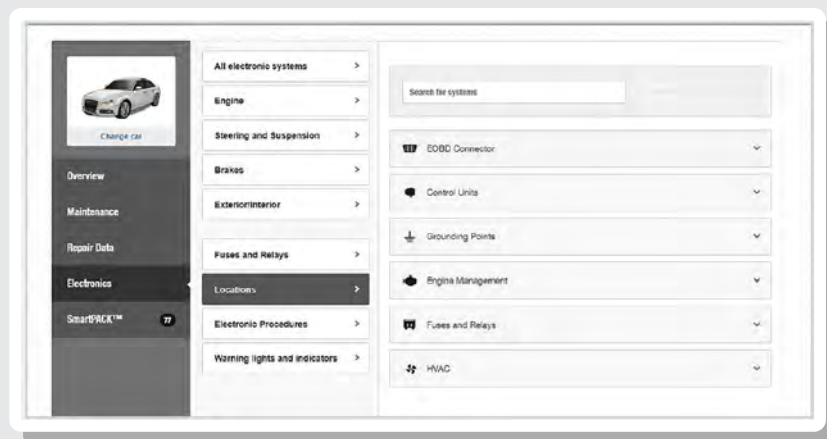 Change car
Overview
Maintenance
Repair Data
Electronics
SmartPACK™ 77
All electronic systems
Engine
Steering and Suspension
Brakes
Exterior/Interior
Fuses and Relays
Locations
Electronic Procedures
Warning lights and indicators
Search for systems
EOBD Connector
Control Units
Grounding Points
Engine Management
Fuses and Relays
HVAC